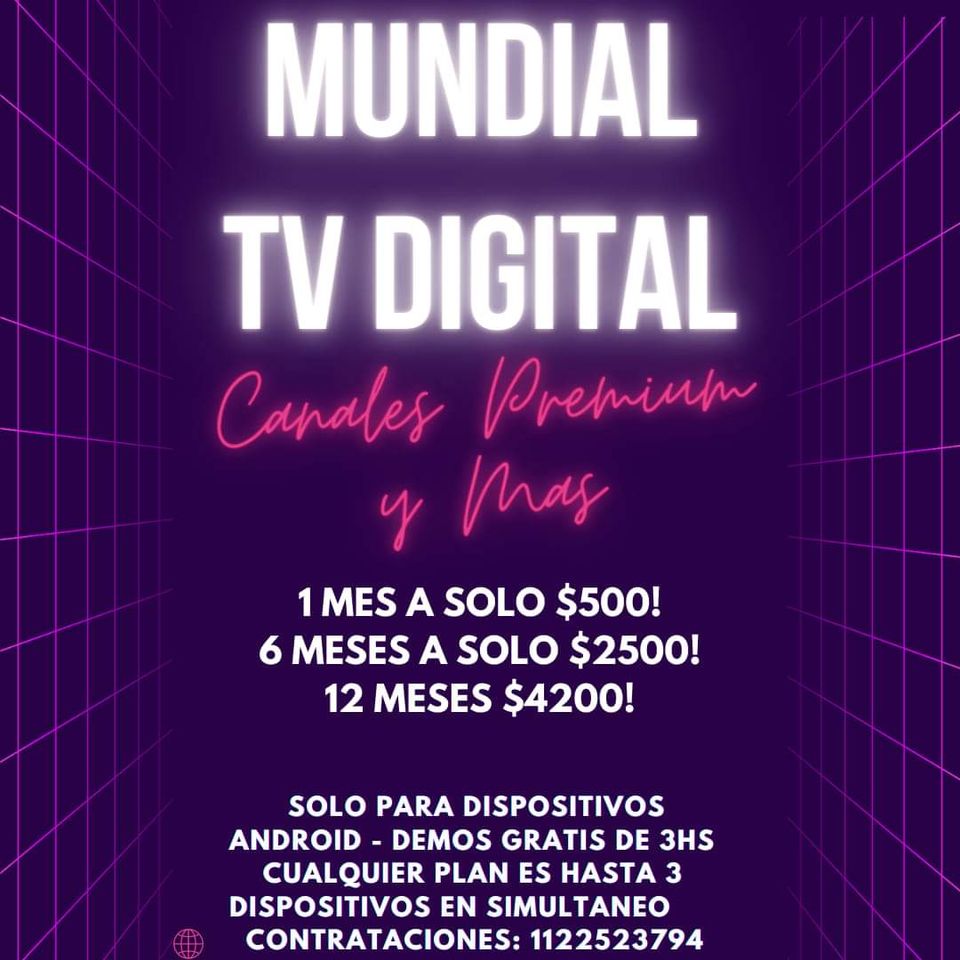 MUNDIAL
TV DIGITAL
Canales Premium
y Mas
1 MES A SOLO $500!
6 MESES A SOLO $2500!
12 MESES $4200!
SOLO PARA DISPOSITIVOS
ANDROID - DEMOS GRATIS DE 3HS
CUALQUIER PLAN ES HASTA 3
DISPOSITIVOS EN SIMULTANEO
CONTRATACIONES: 1122523794